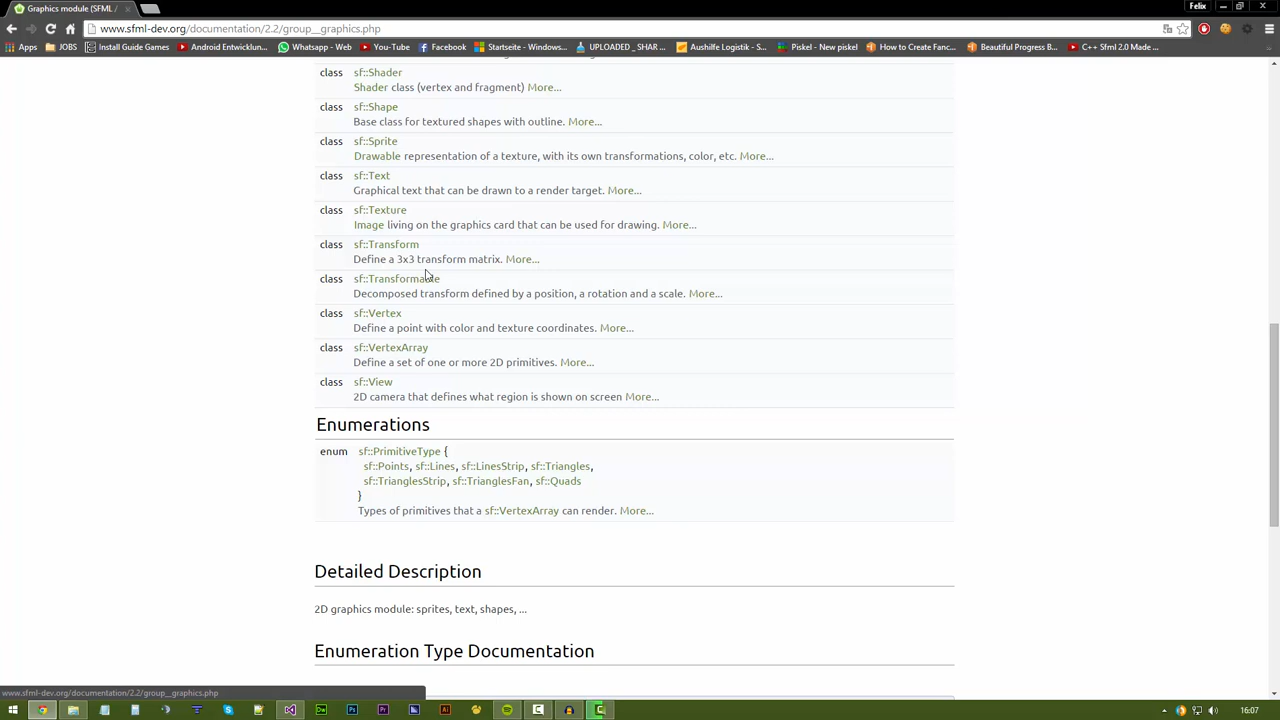 Graphics module (SFML /
Felix
www.sfml-dev.org/documentation/2.2/group__graphics.php
Apps JOBS Install Guide Games Android Entwicklun... Whatsapp - Web You-Tube Facebook Startseite - Windows... UPLOADED _ SHAR... Aushilfe Logistik - S... Piskel - New piskel How to Create Fanc... Beautiful Progress B... C++ Sfml 2.0 Made ...
class sf::Shader
Shader class (vertex and fragment) More...
class sf::Shape
Base class for textured shapes with outline. More...
class sf::Sprite
Drawable representation of a texture, with its own transformations, color, etc. More...
class sf::Text
Graphical text that can be drawn to a render target. More...
class sf::Texture
Image living on the graphics card that can be used for drawing. More...
class sf::Transform
Define a 3x3 transform matrix. More...
class sf::Transformable
Decomposed transform defined by a position, a rotation and a scale. More...
class sf::Vertex
Define a point with color and texture coordinates. More...
class sf::VertexArray
Define a set of one or more 2D primitives. More...
class sf::View
2D camera that defines what region is shown on screen More...
Enumerations
enum sf::PrimitiveType {
sf::Points, sf::Lines, sf::LinesStrip, sf::Triangles,
sf::TrianglesStrip, sf::TrianglesFan, sf::Quads
}
Types of primitives that a sf::VertexArray can render. More...
Detailed Description
2D graphics module: sprites, text, shapes, ...
Enumeration Type Documentation
www.sfml-dev.org/documentation/2.2/group__graphics.php
16:07